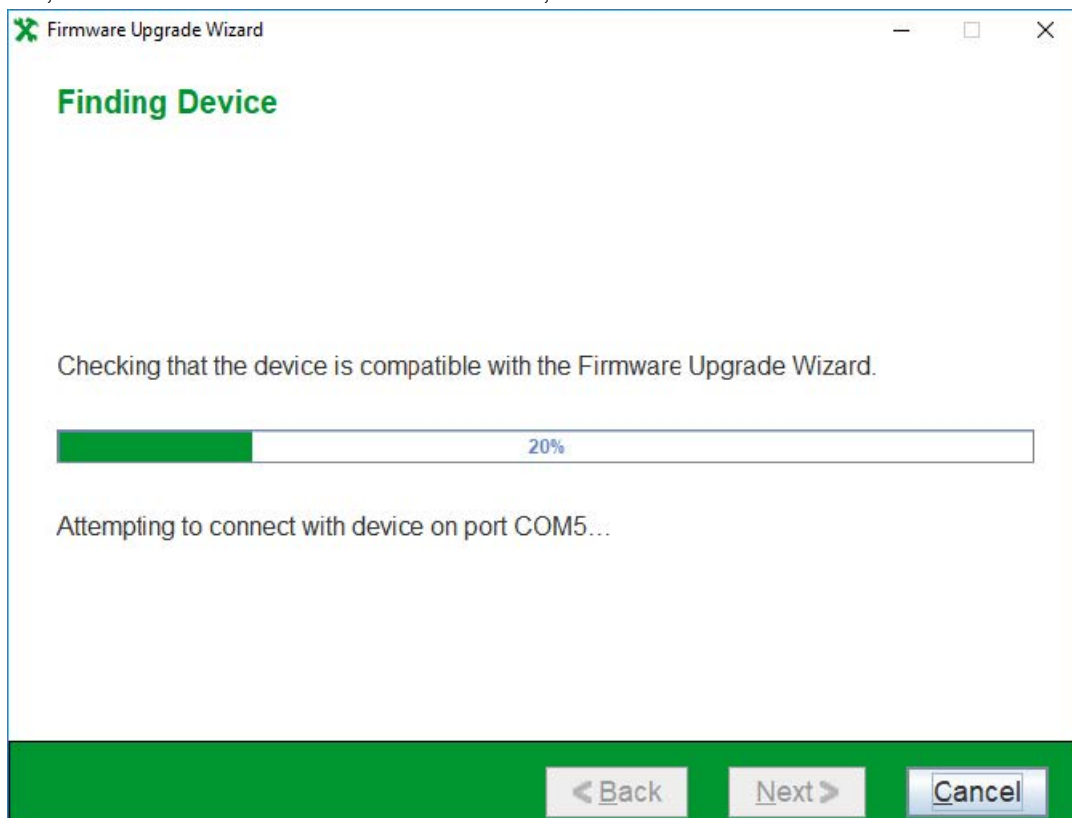 Firmware Upgrade Wizard
Finding Device
Checking that the device is compatible with the Firmware Upgrade Wizard.
20%
Attempting to connect with device on port COM5...
< Back Next > Cancel